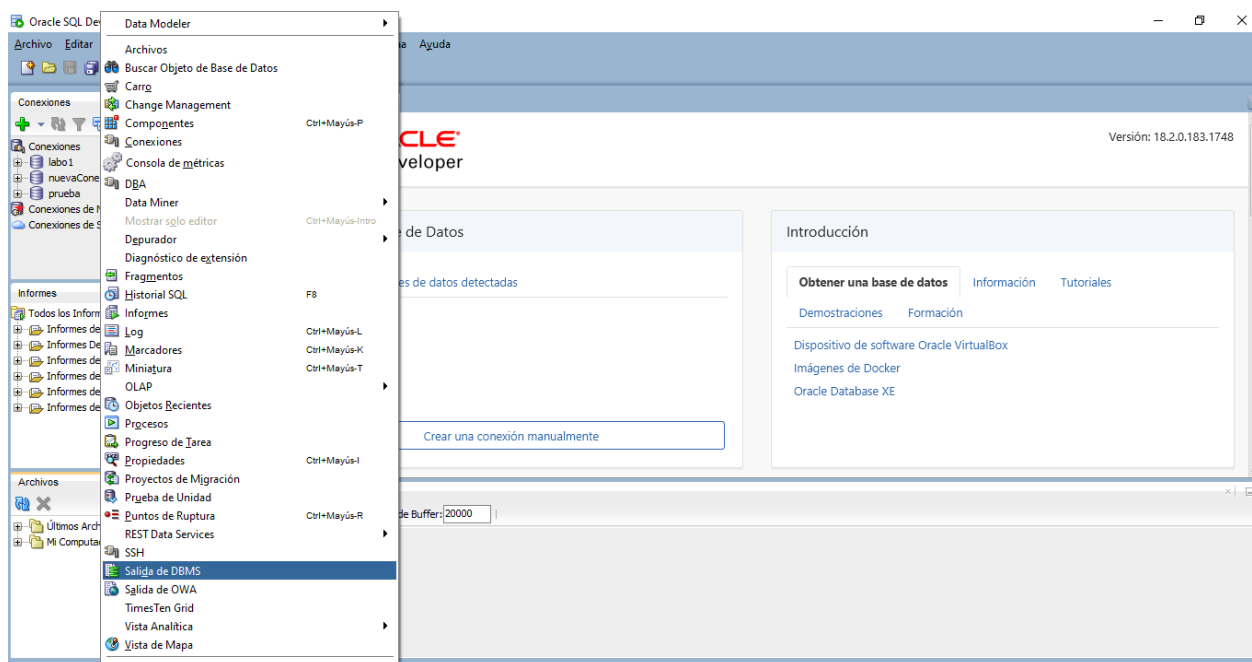 Oracle SQL Dev
Archivo Editar
Ayuda
Conexiones
Conexiones
labo1
nuevaCone
prueba
Conexiones de
Conexiones de S
Informes
Todos los Inform
Informes de
Informes De
Informes de
Informes de
Informes de
Informes de
Archivos
Últimos Arch
Mi Computa
Data Modeler
Archivos
Buscar Objeto de Base de Datos
Carro
Change Management
Componentes Ctrl+Mayús-P
Conexiones
Consola de métricas
DBA
Data Miner
Mostrar solo editor Ctrl+Mayús-Intro
Depurador
Diagnóstico de extensión
Fragmentos
Historial SQL F8
Informes
Log Ctrl+Mayús-L
Marcadores Ctrl+Mayús-K
Miniatura Ctrl+Mayús-T
OLAP
Objetos Recientes
Procesos
Progreso de Tarea
Propiedades Ctrl+Mayús-I
Proyectos de Migración
Prueba de Unidad
Puntos de Ruptura Ctrl+Mayús-R
REST Data Services
SSH
Salida de DBMS
Salida de OWA
TimesTen Grid
Vista Analítica
Vista de Mapa
CLE
veloper
Versión: 18.2.0.183.1748
de Datos
es de datos detectadas
Crear una conexión manualmente
Introducción
Obtener una base de datos Información Tutoriales
Demostraciones Formación
Dispositivo de software Oracle VirtualBox
Imágenes de Docker
Oracle Database XE
de Buffer: 20000